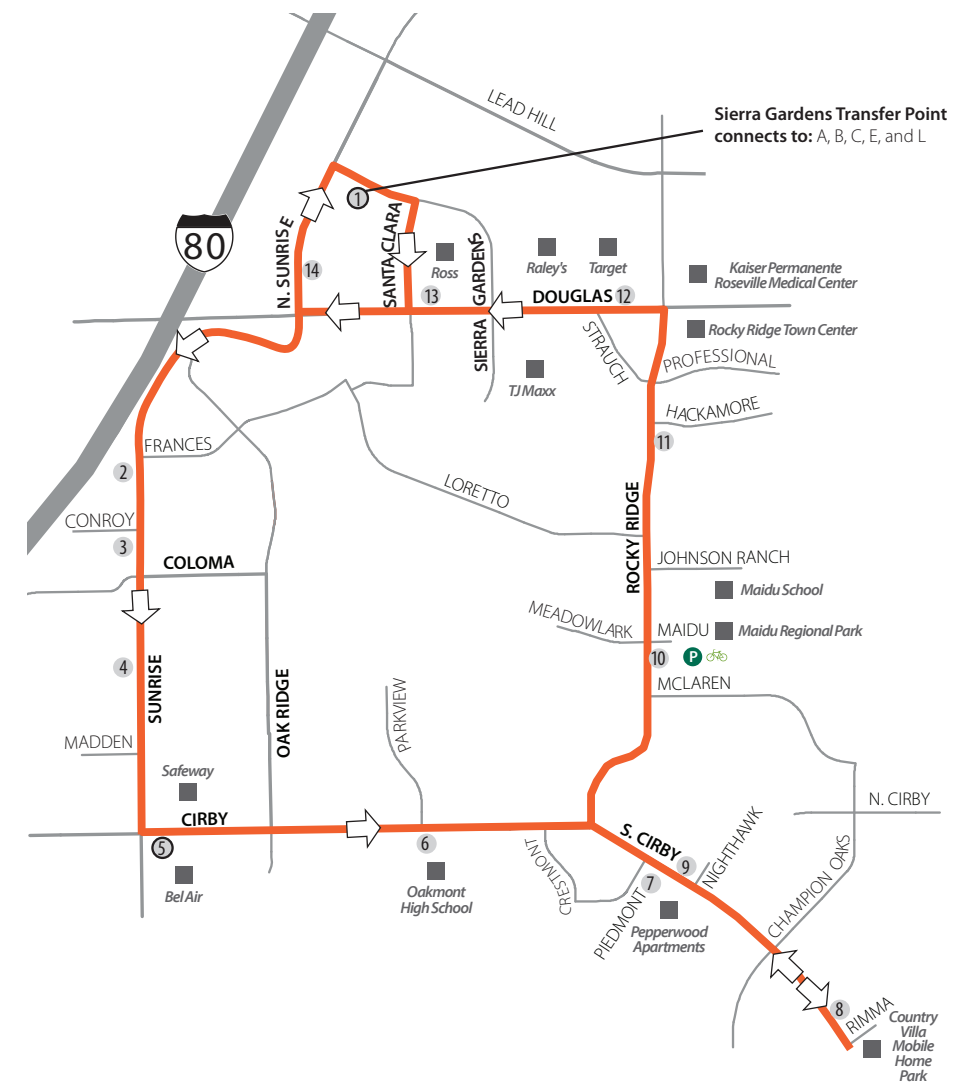 LEAD HILL
Sierra Gardens Transfer Point
connects to: A, B, C, E, and L
1
80
N. SUNRISE
SANTA CLARA
SIERRA GARDENS
14
13
Ross
Raley's
Target
DOUGLAS
12
Kaiser Permanente
Roseville Medical Center
Rocky Ridge Town Center
STRAUCH
PROFESSIONAL
TJ Maxx
HACKAMORE
11
FRANCES
2
LORETTO
CONROY
3
COLOMA
ROCKY RIDGE
JOHNSON RANCH
Maidu School
MEADOWLARK
MAIDU
Maidu Regional Park
10
P
MCLAREN
4
SUNRISE
OAK RIDGE
PARKVIEW
MADDEN
Safeway
CIRBY
5
Bel Air
6
Oakmont
High School
CRESTMONT
S. CIRBY
9
NIGHTHAWK
7
PIEDMONT
Pepperwood
Apartments
N. CIRBY
CHAMPION OAKS
8
RIMMA
Country
Villa
Mobile
Home
Park